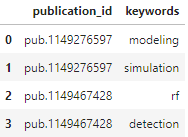 publication_id keywords
0 pub.1149276597 modeling
1 pub.1149276597 simulation
2 pub.1149467428 rf
3 pub.1149467428 detection